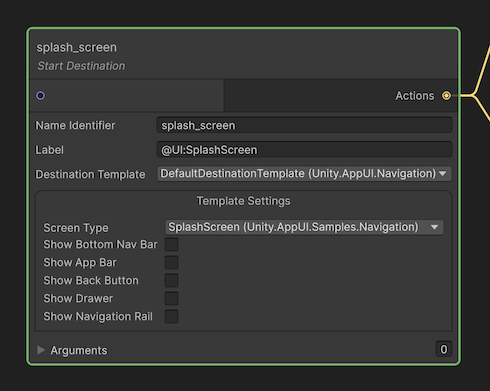 splash_screen
Start Destination
Actions
Name Identifier splash_screen
Label @UI:SplashScreen
Destination Template DefaultDestinationTemplate (Unity.AppUI.Navigation)
Template Settings
Screen Type SplashScreen (Unity.AppUI.Samples.Navigation)
Show Bottom Nav Bar
Show App Bar
Show Back Button
Show Drawer
Show Navigation Rail
Arguments 0